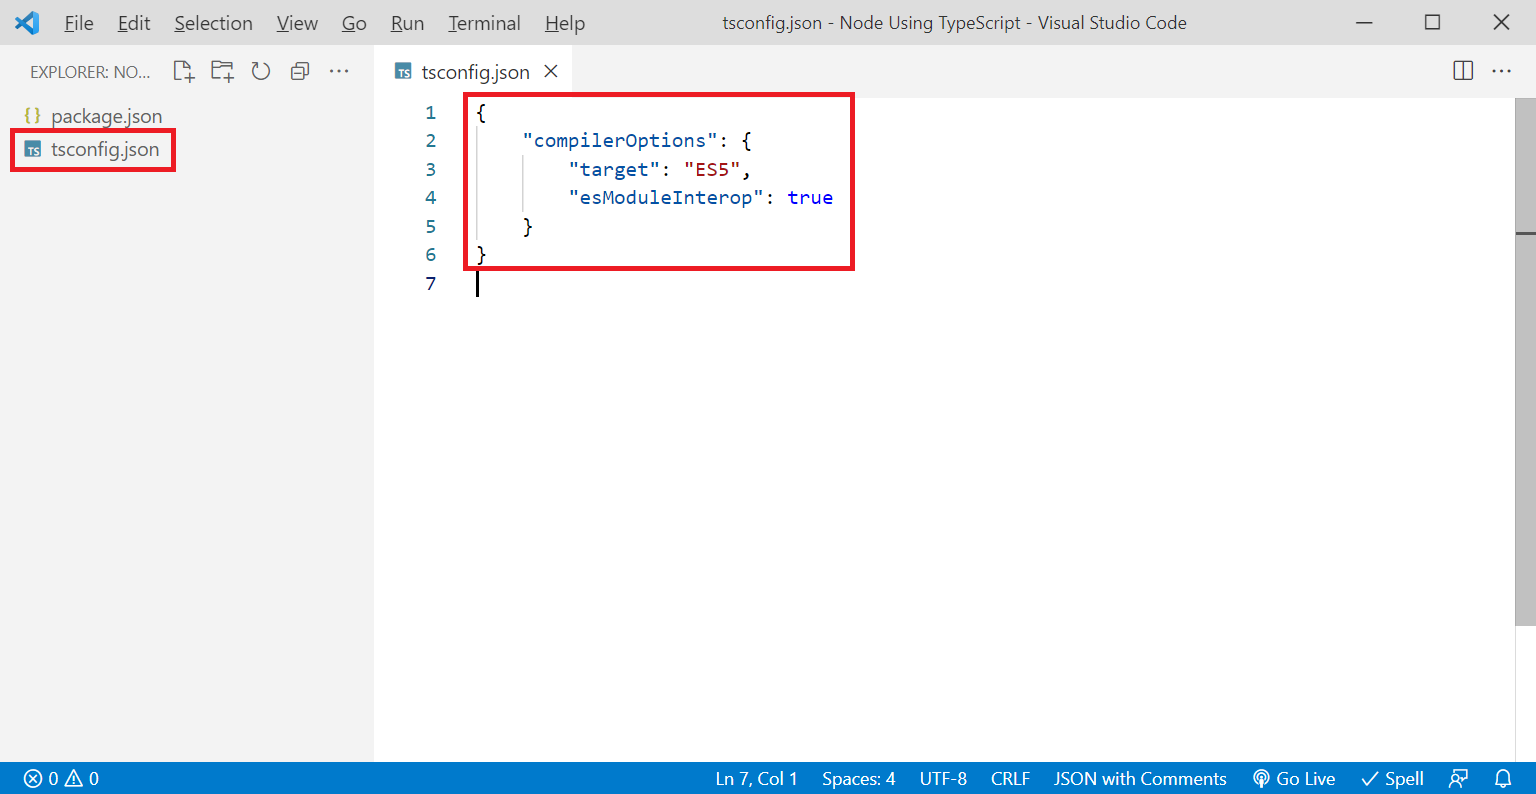 File Edit Selection View Go Run Terminal Help tsconfig.json - Node Using TypeScript - Visual Studio Code
EXPLORER: NO...
{} package.json
TS tsconfig.json
TS tsconfig.json
1 {
2 "compilerOptions": {
3 "target": "ES5",
4 "esModuleInterop": true
5 }
6 }
7
0 0 Ln 7, Col 1 Spaces: 4 UTF-8 CRLF JSON with Comments Go Live Spell